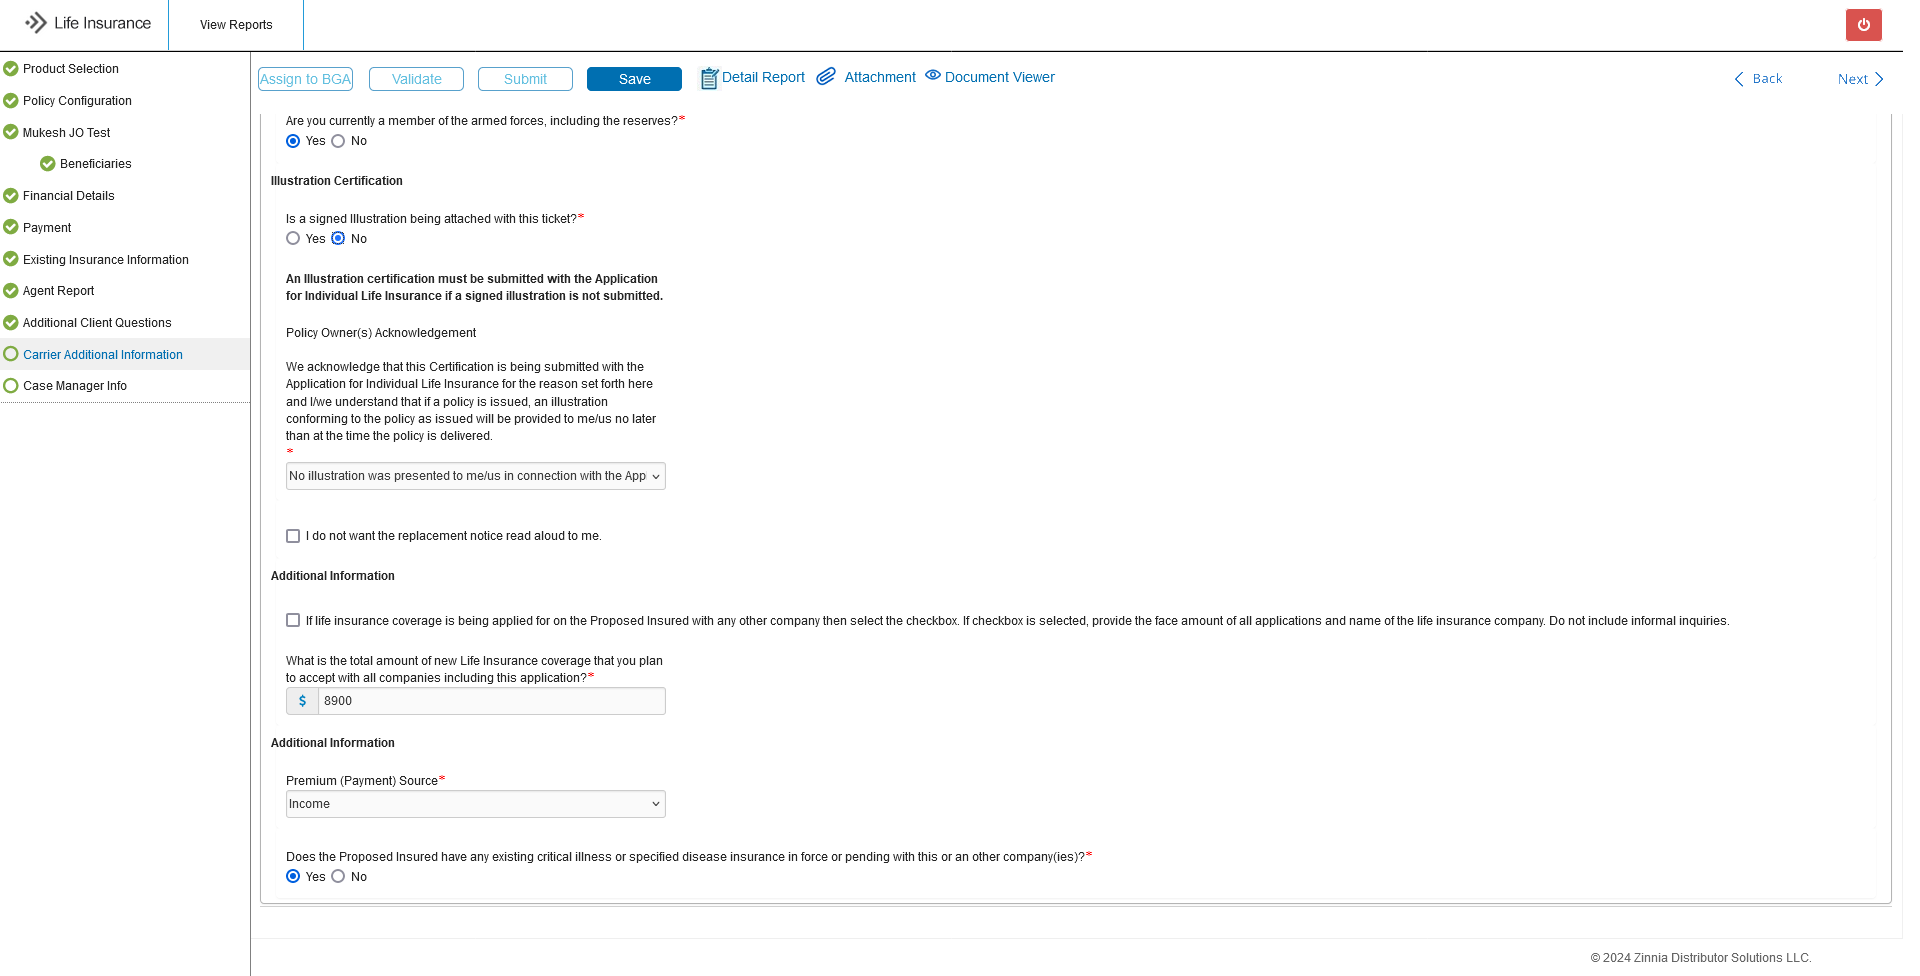 Life Insurance
View Reports
Product Selection
Policy Configuration
Mukesh JO Test
Beneficiaries
Financial Details
Payment
Existing Insurance Information
Agent Report
Additional Client Questions
Carrier Additional Information
Case Manager Info
Assign to BGA Validate Submit Save Detail Report Attachment Document Viewer Back Next
Are you currently a member of the armed forces, including the reserves?*
Yes No
Illustration Certification
Is a signed Illustration being attached with this ticket?*
Yes No
An Illustration certification must be submitted with the Application
for Individual Life Insurance if a signed illustration is not submitted.
Policy Owner(s) Acknowledgement
We acknowledge that this Certification is being submitted with the
Application for Individual Life Insurance for the reason set forth here
and I/we understand that if a policy is issued, an illustration
conforming to the policy as issued will be provided to me/us no later
than at the time the policy is delivered.
*
No illustration was presented to me/us in connection with the App
I do not want the replacement notice read aloud to me.
Additional Information
If life insurance coverage is being applied for on the Proposed Insured with any other company then select the checkbox. If checkbox is selected, provide the face amount of all applications and name of the life insurance company. Do not include informal inquiries.
What is the total amount of new Life Insurance coverage that you plan
to accept with all companies including this application?*
$ 8900
Additional Information
Premium (Payment) Source*
Income
Does the Proposed Insured have any existing critical illness or specified disease insurance in force or pending with this or an other company(ies)?*
Yes No
© 2024 Zinnia Distributor Solutions LLC.